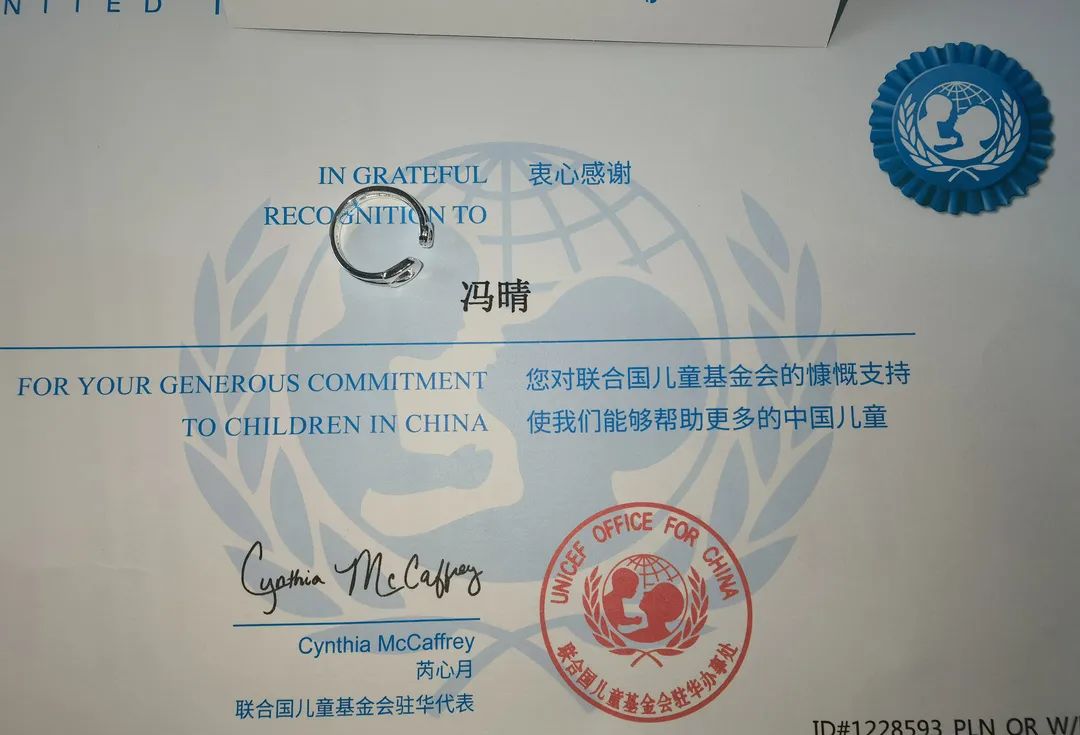 NITED
IN GRATEFUL 衷心感谢
RECOGNITION TO
冯晴
FOR YOUR GENEROUS COMMITMENT 您对联合国儿童基金会的慷慨支持
TO CHILDREN IN CHINA 使我们能够帮助更多的中国儿童
Cynthia McCaffrey
UNICEF OFFICE FOR CHINA
联合国儿童基金会驻华办事处
Cynthia McCaffrey
芮心月
联合国儿童基金会驻华代表
ID#1228593 PLN OR W/